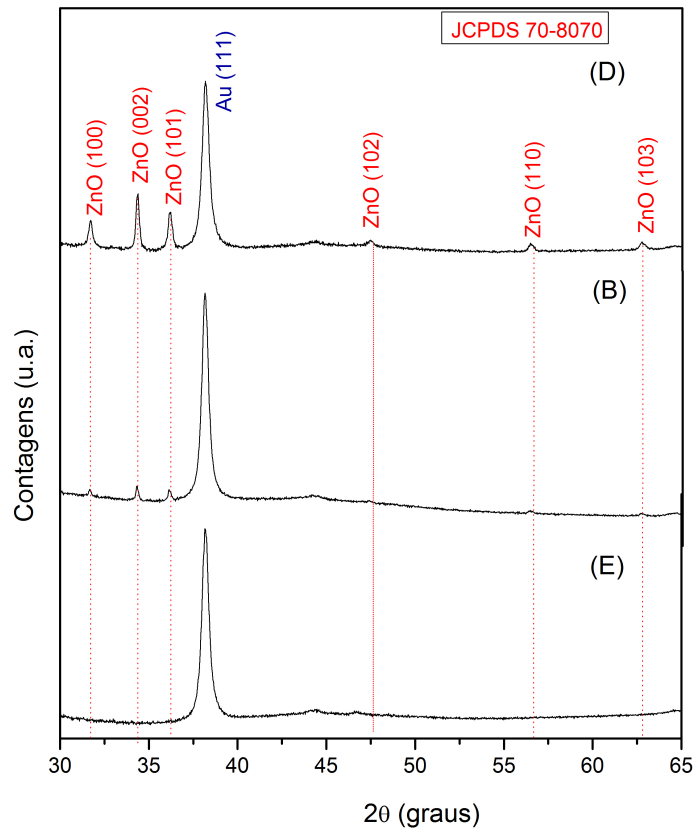 JCPDS 70-8070
(D)
Au (111)
ZnO (100)
ZnO (002)
ZnO (101)
ZnO (102)
ZnO (110)
ZnO (103)
(B)
(E)
Contagens (u.a.)
30 35 40 45 50 55 60 65
2θ (graus)